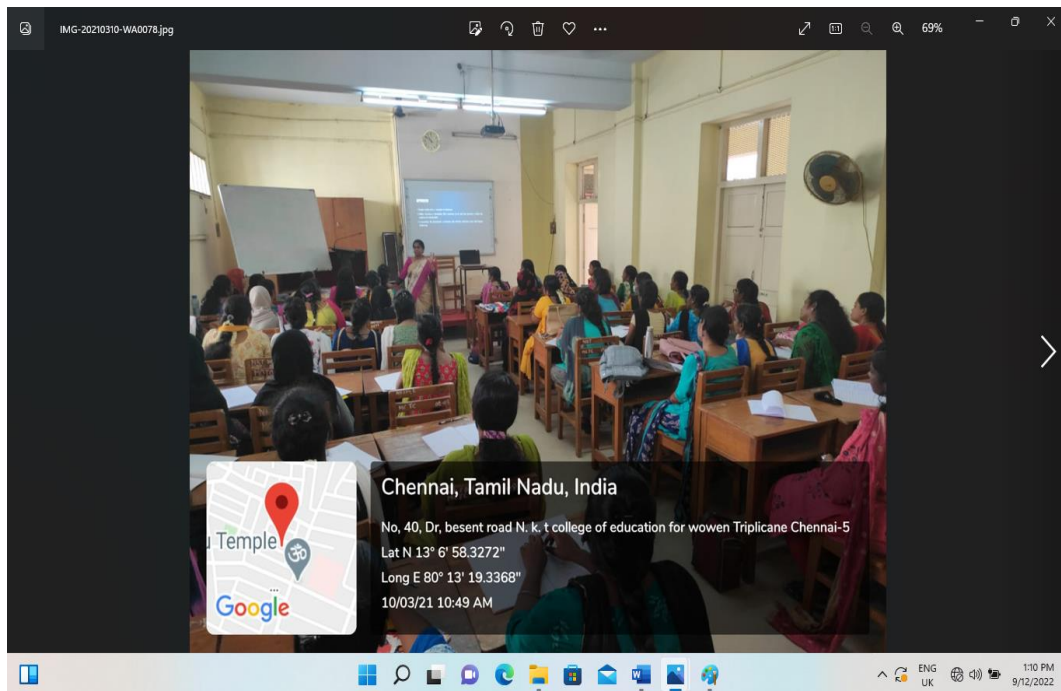 IMG-20210310-WA0078.jpg
69%
Chennai, Tamil Nadu, India
No, 40, Dr, besent road N. k. t college of education for wowen Triplicane Chennai-5
Lat N 13° 6' 58.3272"
Long E 80° 13' 19.3368"
10/03/21 10:49 AM
Temple
Google
ENG
UK
1:10 PM
9/12/2022